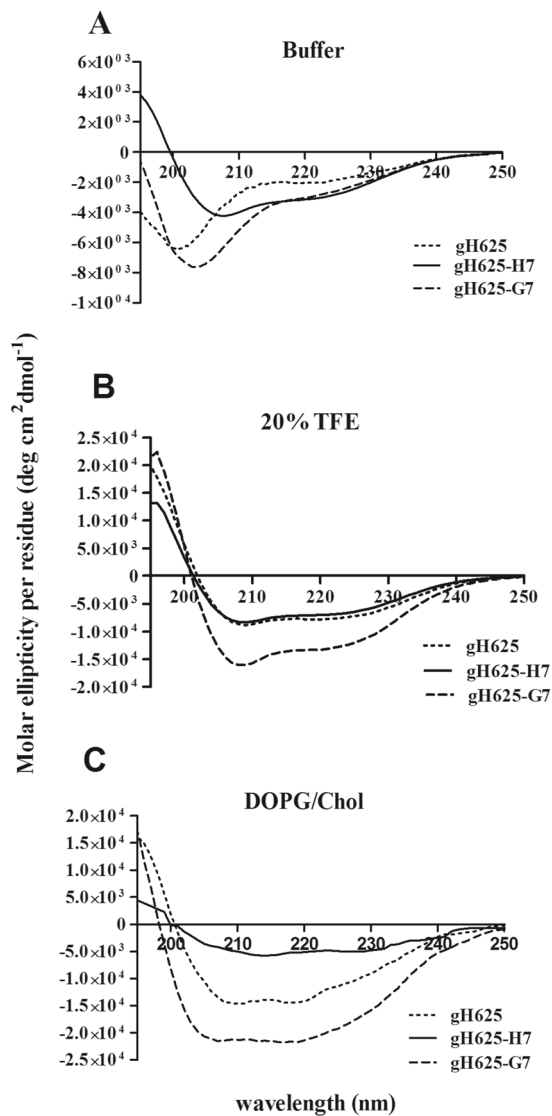 A
Buffer
6×10⁰³
4×10⁰³
2×10⁰³
0
-2×10⁰³
-4×10⁰³
-6×10⁰³
-8×10⁰³
-1×10⁰⁴
200 210 220 230 240 250
gH625
gH625-H7
gH625-G7
Molar ellipticity per residue (deg cm²dmol⁻¹)
B
20% TFE
2.5×10⁴
2.0×10⁴
1.5×10⁴
1.0×10⁴
5.0×10³
0
-5.0×10³
-1.0×10⁴
-1.5×10⁴
-2.0×10⁴
200 210 220 230 240 250
gH625
gH625-H7
gH625-G7
C
DOPG/Chol
2.0×10⁴
1.5×10⁴
1.0×10⁴
5.0×10³
0
-5.0×10³
-1.0×10⁴
-1.5×10⁴
-2.0×10⁴
-2.5×10⁴
200 210 220 230 240 250
gH625
gH625-H7
gH625-G7
wavelength (nm)